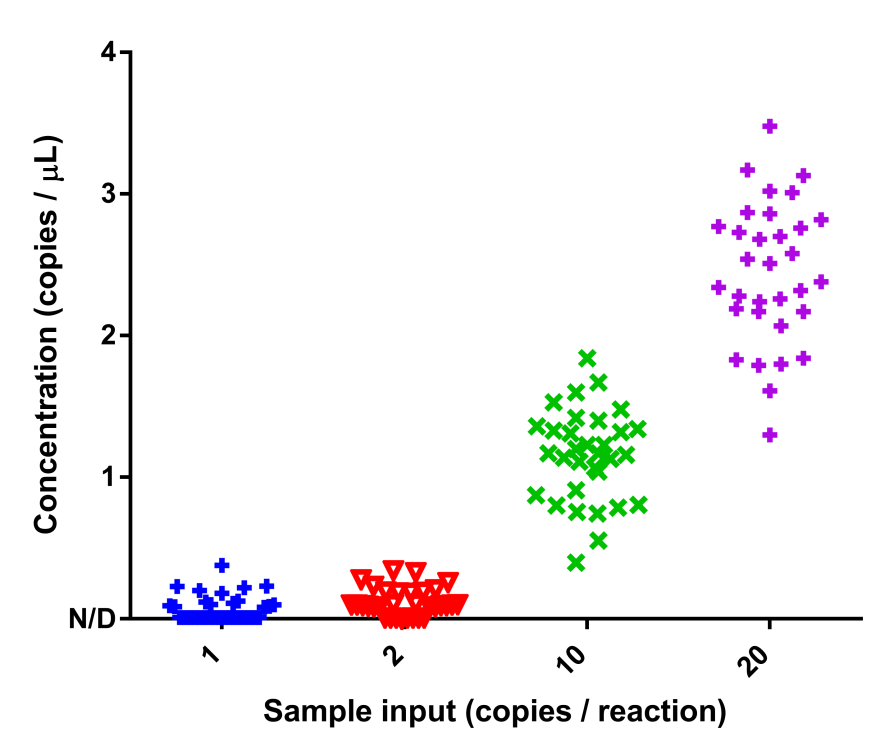 4
3
2
1
N/D
Concentration (copies / μL)
1
2
10
20
Sample input (copies / reaction)